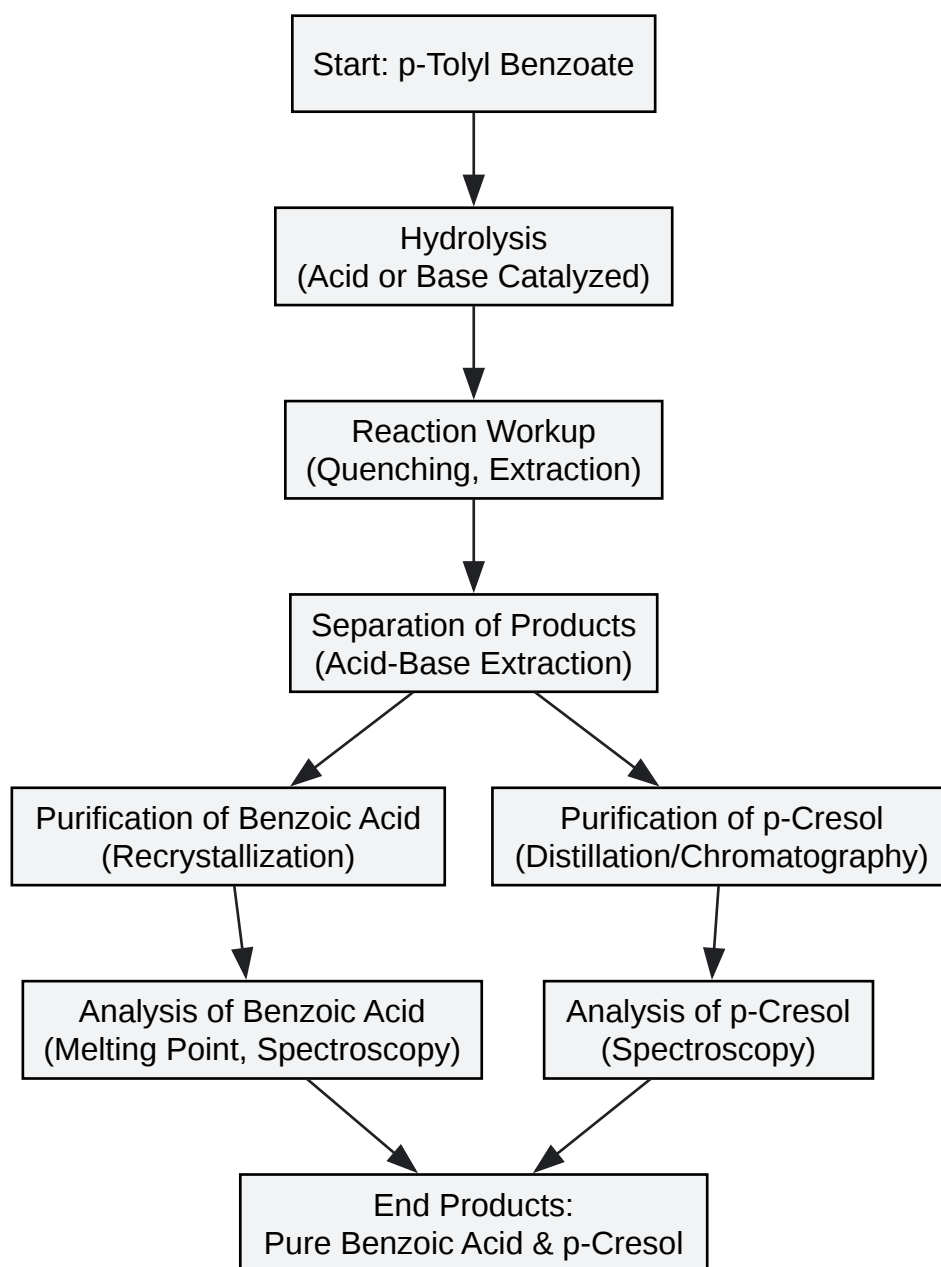 Start: p-Tolyl Benzoate
Hydrolysis
(Acid or Base Catalyzed)
Reaction Workup
(Quenching, Extraction)
Separation of Products
(Acid-Base Extraction)
Purification of Benzoic Acid
(Recrystallization)
Purification of p-Cresol
(Distillation/Chromatography)
Analysis of Benzoic Acid
(Melting Point, Spectroscopy)
Analysis of p-Cresol
(Spectroscopy)
End Products:
Pure Benzoic Acid & p-Cresol